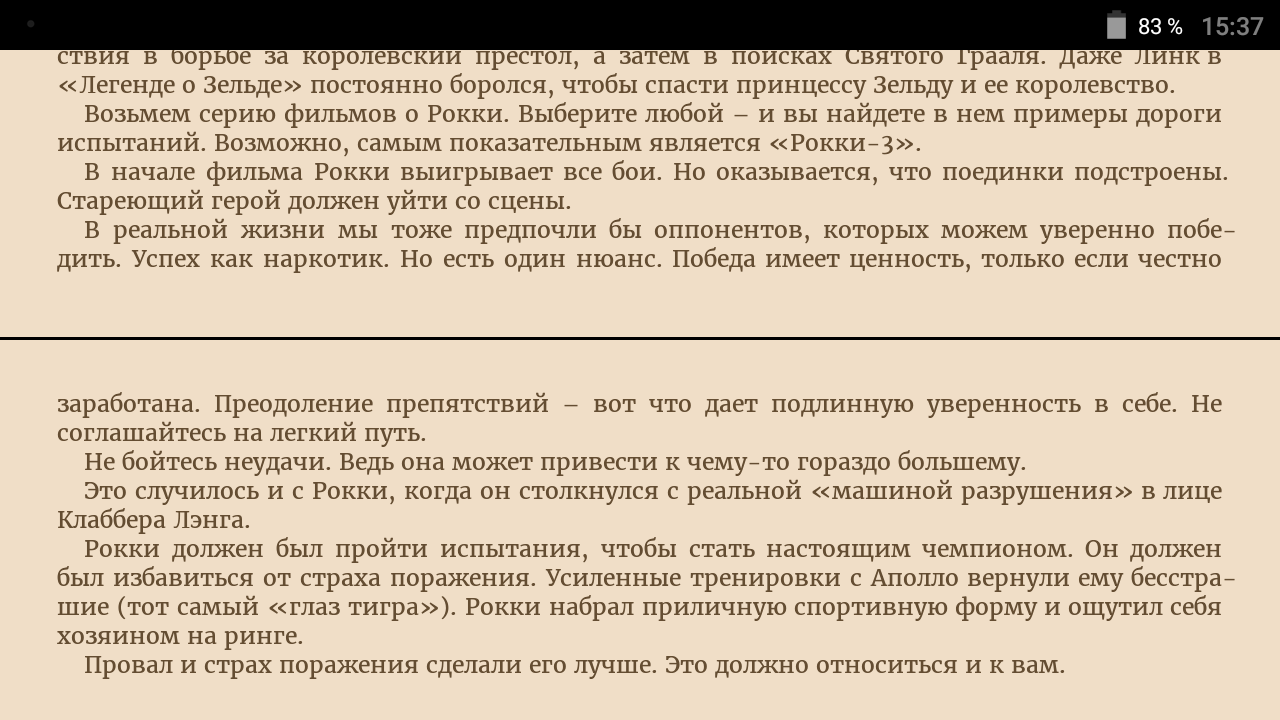 83 % 15:37
ствия в борьбе за королевский престол, а затем в поисках Святого Грааля. Даже Линк в
«Легенде о Зельде» постоянно боролся, чтобы спасти принцессу Зельду и ее королевство.
Возьмем серию фильмов о Рокки. Выберите любой – и вы найдете в нем примеры дороги
испытаний. Возможно, самым показательным является «Рокки-3».
В начале фильма Рокки выигрывает все бои. Но оказывается, что поединки подстроены.
Стареющий герой должен уйти со сцены.
В реальной жизни мы тоже предпочли бы оппонентов, которых можем уверенно побе-
дить. Успех как наркотик. Но есть один нюанс. Победа имеет ценность, только если честно
заработана. Преодоление препятствий – вот что дает подлинную уверенность в себе. Не
соглашайтесь на легкий путь.
Не бойтесь неудачи. Ведь она может привести к чему-то гораздо большему.
Это случилось и с Рокки, когда он столкнулся с реальной «машиной разрушения» в лице
Клаббера Лэнга.
Рокки должен был пройти испытания, чтобы стать настоящим чемпионом. Он должен
был избавиться от страха поражения. Усиленные тренировки с Аполло вернули ему бесстра-
шие (тот самый «глаз тигра»). Рокки набрал приличную спортивную форму и ощутил себя
хозяином на ринге.
Провал и страх поражения сделали его лучше. Это должно относиться и к вам.